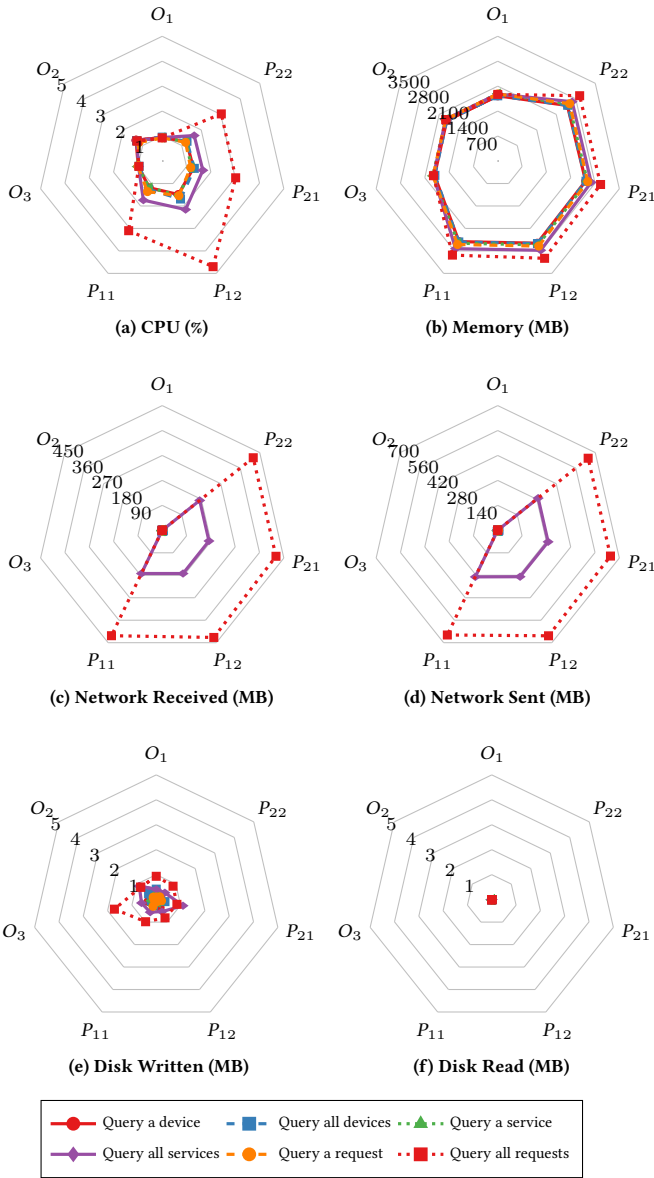 O1
O1
O2
5
4
3
2
1
P22
O2
3500
2800
2100
1400
700
P22
O3
P21
O3
P21
P11
P12
P11
P12
(a) CPU (%)
(b) Memory (MB)
O1
O1
O2
450
360
270
180
90
P22
O2
700
560
420
280
140
P22
O3
P21
O3
P21
P11
P12
P11
P12
(c) Network Received (MB)
(d) Network Sent (MB)
O1
O1
O2
5
4
3
2
1
P22
O2
5
4
3
2
1
P22
O3
P21
O3
P21
P11
P12
P11
P12
(e) Disk Written (MB)
(f) Disk Read (MB)
Query a device Query all devices Query a service
Query all services Query a request Query all requests